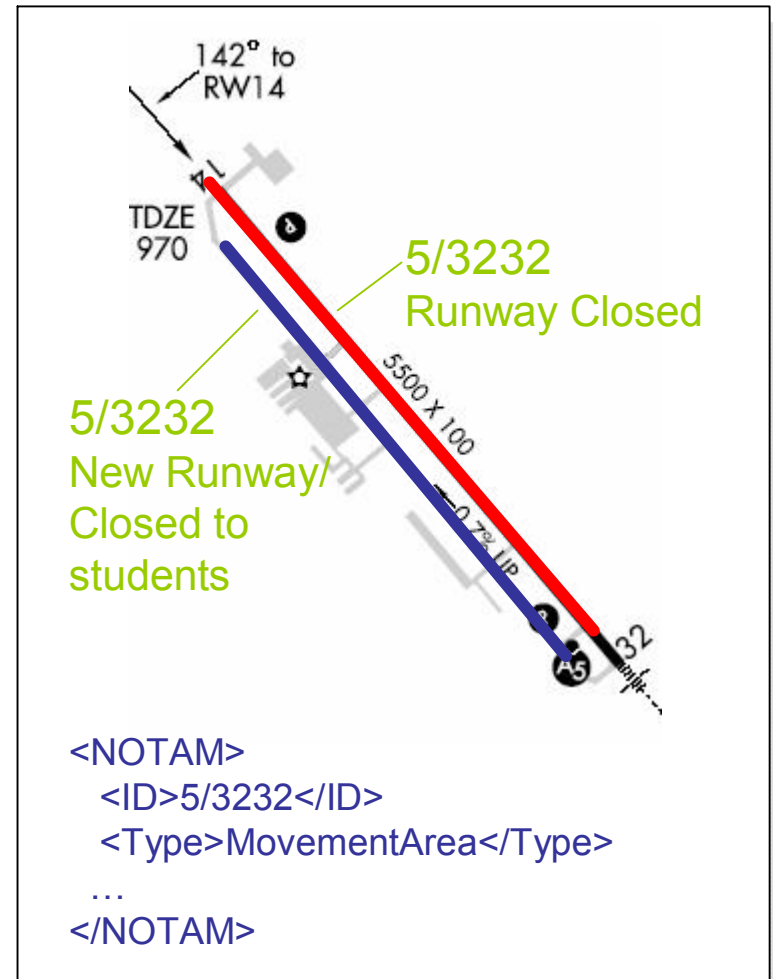 142° to
RW14
14
TDZE
970
5/3232
Runway Closed
5500 X 100
5/3232
New Runway/
Closed to
students
0.7% UP
32
A5
<NOTAM>
<ID>5/3232</ID>
<Type>MovementArea</Type>
…
</NOTAM>